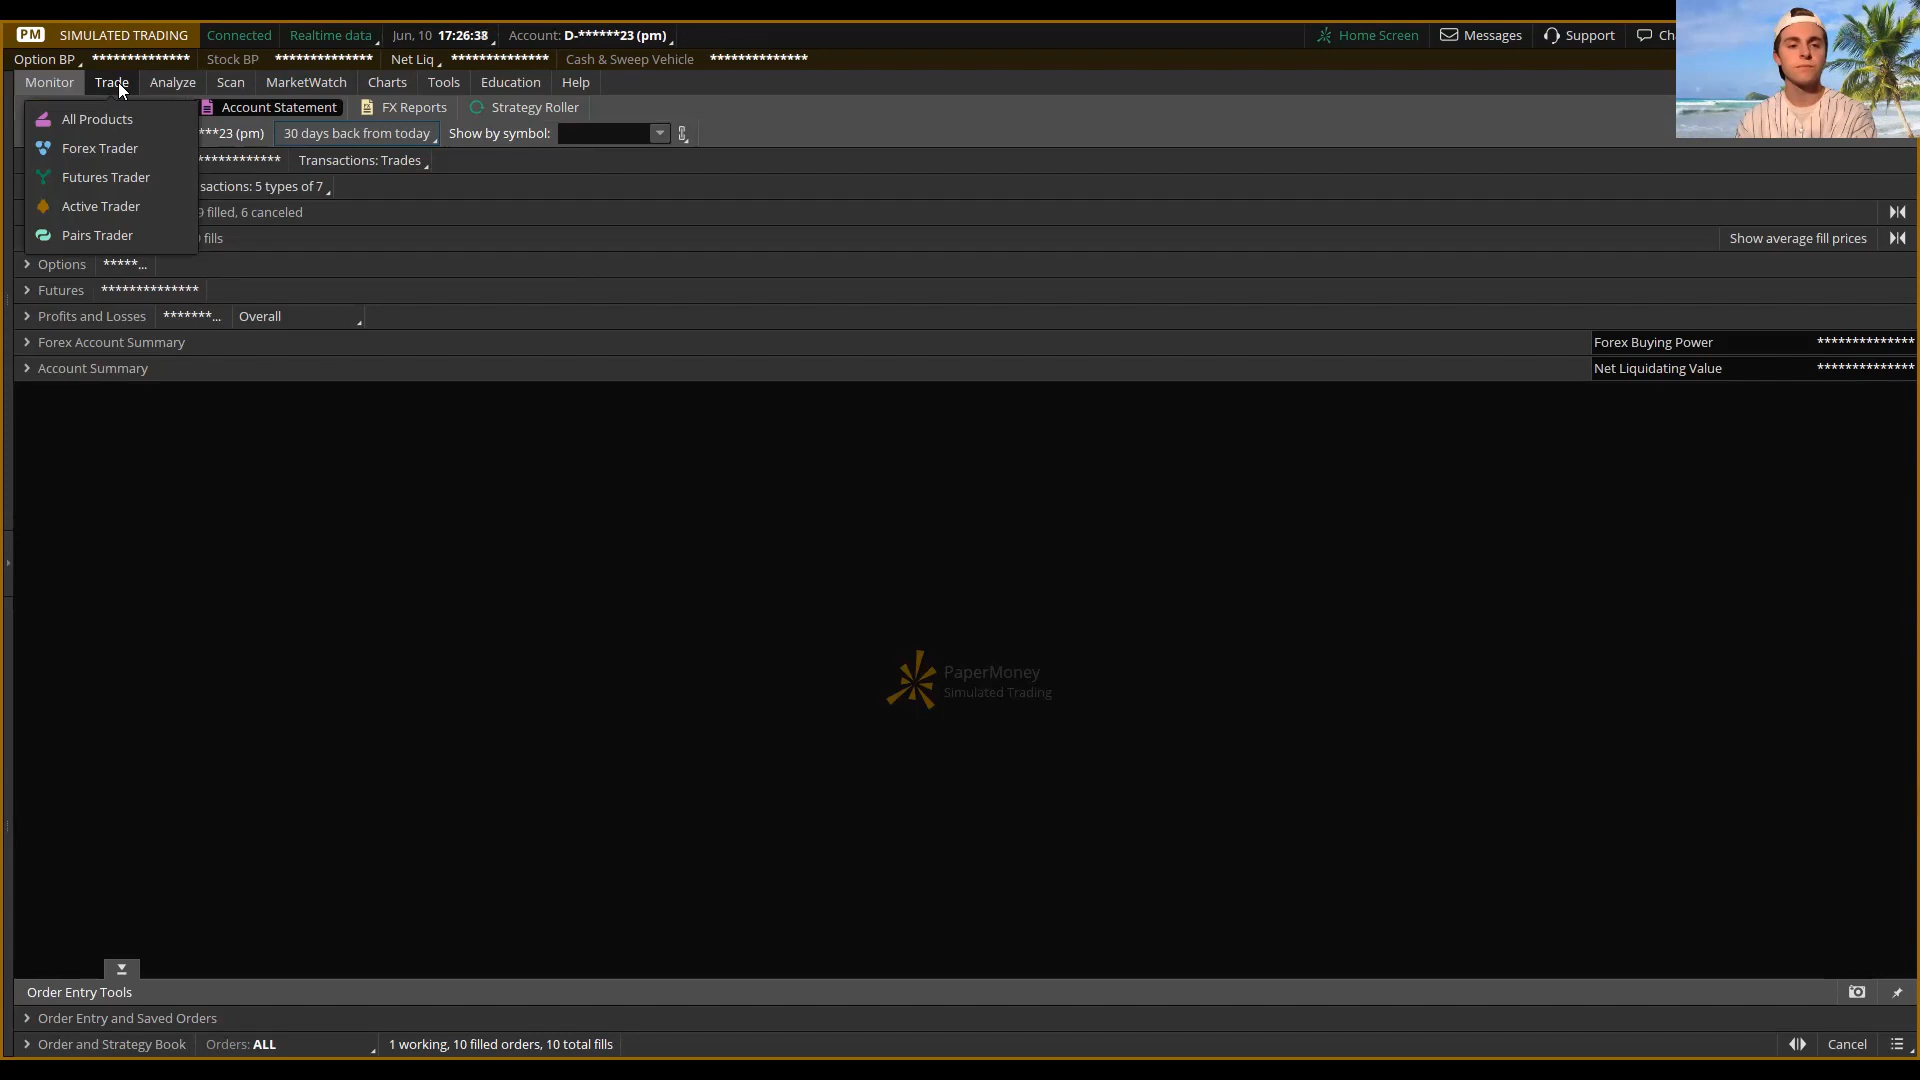 PM SIMULATED TRADING Connected Realtime data Jun, 10 17:26:38 Account: D-******23 (pm) Home Screen Messages Support
Option BP ************** Stock BP ************** Net Liq ************** Cash & Sweep Vehicle **************
Monitor Trade Analyze Scan MarketWatch Charts Tools Education Help
Account Statement FX Reports Strategy Roller
All Products
***23 (pm) 30 days back from today Show by symbol:
Forex Trader
************ Transactions: Trades
Futures Trader
sactions: 5 types of 7
Active Trader
9 filled, 6 canceled
Pairs Trader
fills Show average fill prices
Options *****...
Futures **************
Profits and Losses *******... Overall
Forex Account Summary Forex Buying Power **************
Account Summary Net Liquidating Value **************
PaperMoney
Simulated Trading
Order Entry Tools
Order Entry and Saved Orders
Order and Strategy Book Orders: ALL 1 working, 10 filled orders, 10 total fills Cancel